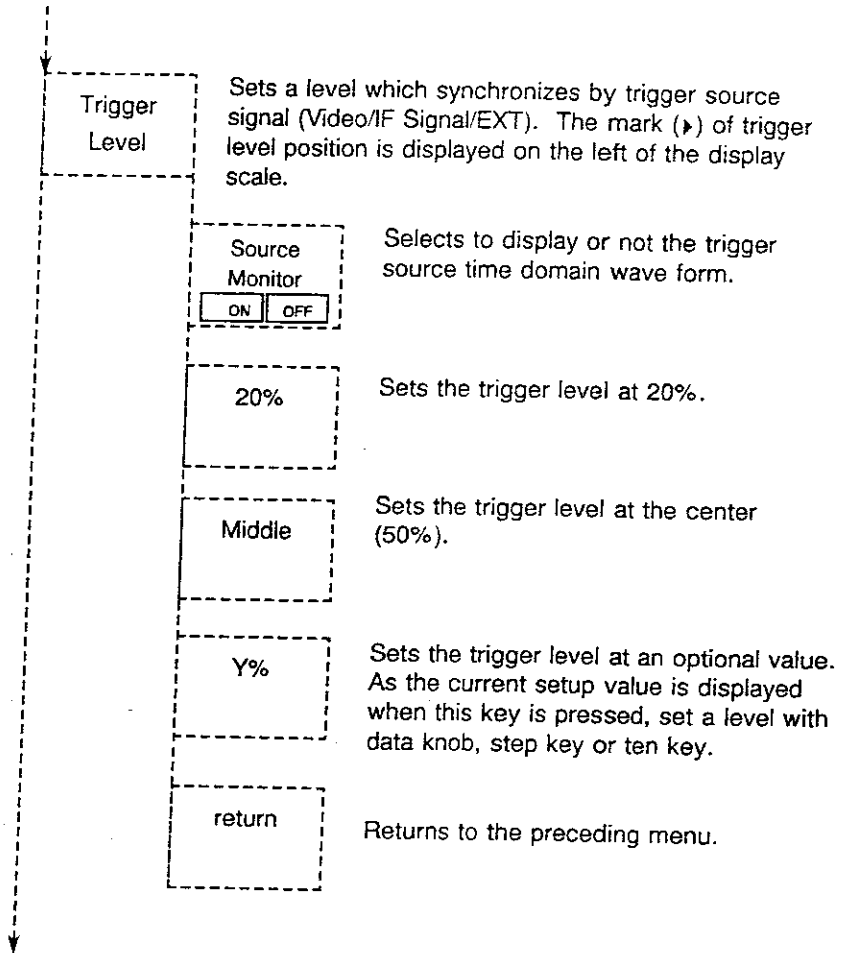 Trigger
Level
Sets a level which synchronizes by trigger source
signal (Video/IF Signal/EXT). The mark (▸) of trigger
level position is displayed on the left of the display
scale.
Source
Monitor
ON OFF
Selects to display or not the trigger
source time domain wave form.
20%
Sets the trigger level at 20%.
Middle
Sets the trigger level at the center
(50%).
Y%
Sets the trigger level at an optional value.
As the current setup value is displayed
when this key is pressed, set a level with
data knob, step key or ten key.
return
Returns to the preceding menu.